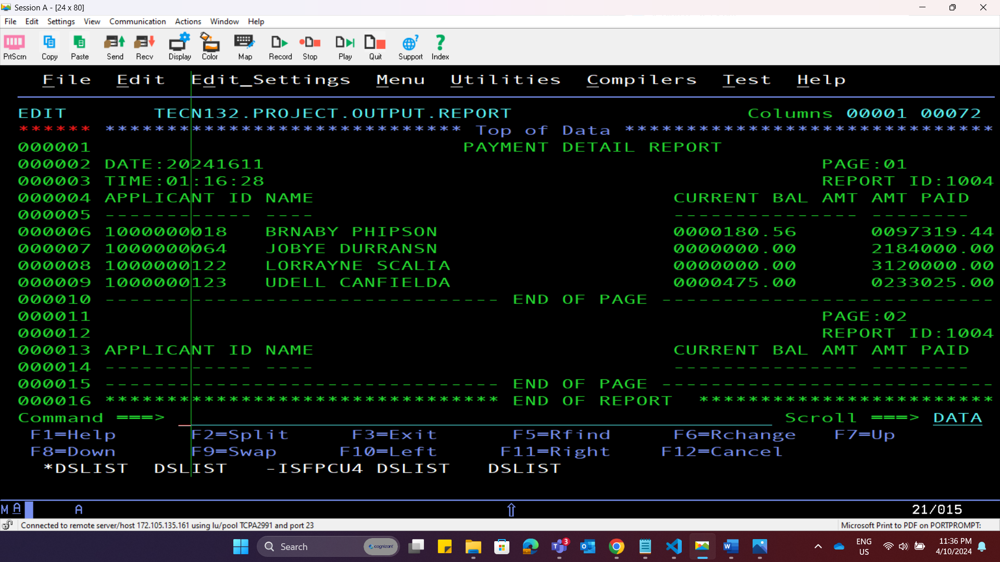 Session A - [24 x 80]
File Edit Settings View Communication Actions Window Help
PrtScrn Copy Paste Send Recv Display Color Map Record Stop Play Quit Support Index
File Edit Edit_Settings Menu Utilities Compilers Test Help
EDIT TECN132.PROJECT.OUTPUT.REPORT Columns 00001 00072
****** ***************************** Top of Data ******************************
000001 PAYMENT DETAIL REPORT
000002 DATE:20241611 PAGE:01
000003 TIME:01:16:28 REPORT ID:1004
000004 APPLICANT ID NAME CURRENT BAL AMT AMT PAID
000005 ------------ ---- --------------- --------
000006 1000000018 BRNABY PHIPSON 0000180.56 0097319.44
000007 1000000064 JOBYE DURRANSN 0000000.00 2184000.00
000008 1000000122 LORRAYNE SCALIA 0000000.00 3120000.00
000009 1000000123 UDELL CANFIELDA 0000475.00 0233025.00
000010 -------------------------------- END OF PAGE ---------------------------
000011 PAGE:02
000012 REPORT ID:1004
000013 APPLICANT ID NAME CURRENT BAL AMT AMT PAID
000014 ------------ ---- --------------- --------
000015 -------------------------------- END OF PAGE ---------------------------
000016 ******************************** END OF REPORT ************************
Command ===> Scroll ===> DATA
F1=Help F2=Split F3=Exit F5=Rfind F6=Rchange F7=Up
F8=Down F9=Swap F10=Left F11=Right F12=Cancel
*DSLIST DSLIST -ISFPCU4 DSLIST DSLIST
M A A 21/015
Connected to remote server/host 172.105.135.161 using lu/pool TCPA2991 and port 23 Microsoft Print to PDF on PORTPROMPT:
Search cognizant 3 ENG US 11:36 PM 4/10/2024